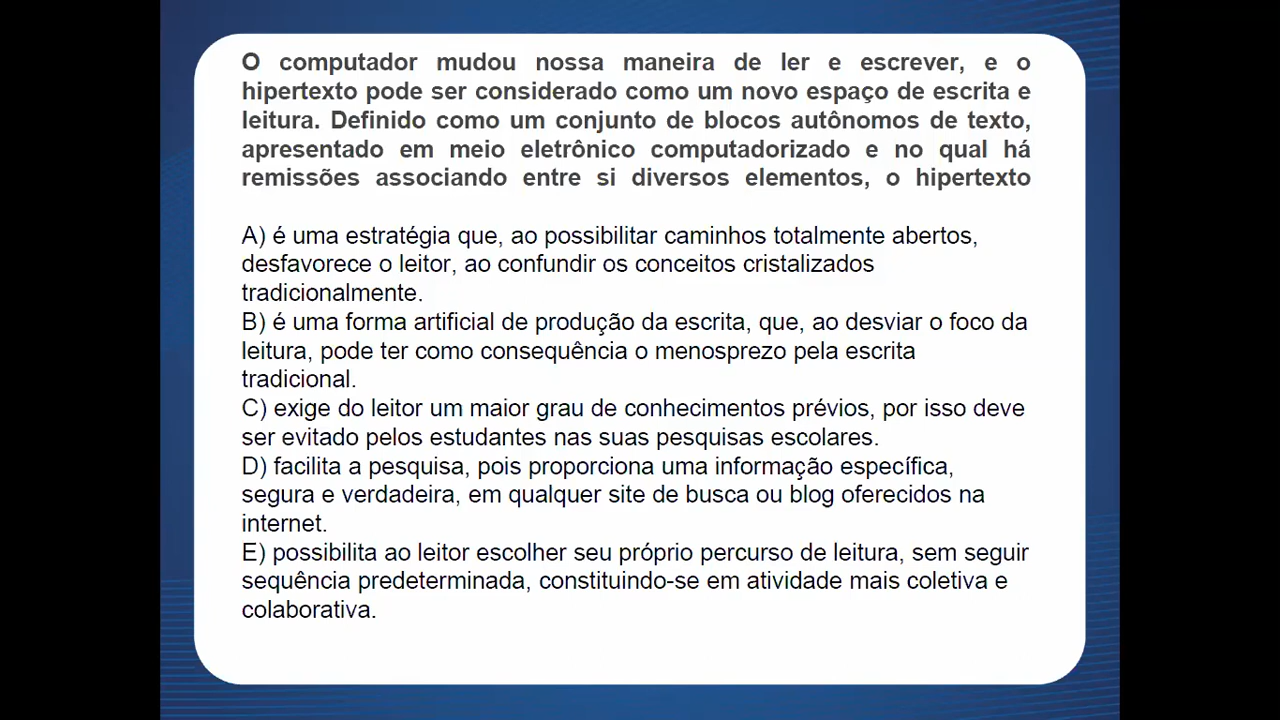 O computador mudou nossa maneira de ler e escrever, e o
hipertexto pode ser considerado como um novo espaço de escrita e
leitura. Definido como um conjunto de blocos autônomos de texto,
apresentado em meio eletrônico computadorizado e no qual há
remissões associando entre si diversos elementos, o hipertexto
A) é uma estratégia que, ao possibilitar caminhos totalmente abertos,
desfavorece o leitor, ao confundir os conceitos cristalizados
tradicionalmente.
B) é uma forma artificial de produção da escrita, que, ao desviar o foco da
leitura, pode ter como consequência o menosprezo pela escrita
tradicional.
C) exige do leitor um maior grau de conhecimentos prévios, por isso deve
ser evitado pelos estudantes nas suas pesquisas escolares.
D) facilita a pesquisa, pois proporciona uma informação específica,
segura e verdadeira, em qualquer site de busca ou blog oferecidos na
internet.
E) possibilita ao leitor escolher seu próprio percurso de leitura, sem seguir
sequência predeterminada, constituindo-se em atividade mais coletiva e
colaborativa.